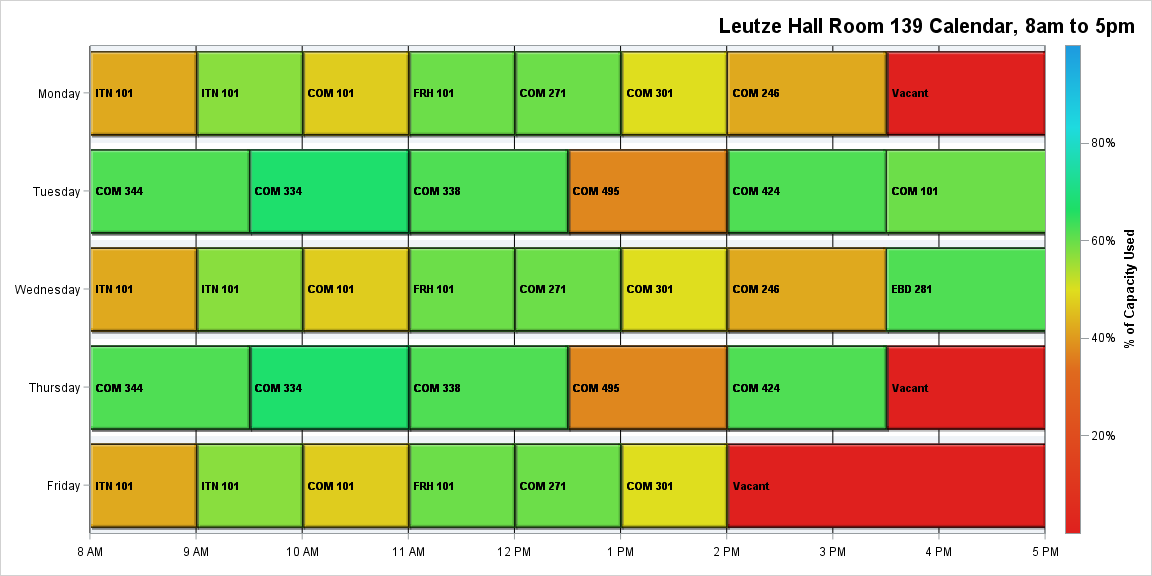 Leutze Hall Room 139 Calendar, 8am to 5pm
Monday
ITN 101
ITN 101
COM 101
FRH 101
COM 271
COM 301
COM 246
Vacant
Tuesday
COM 344
COM 334
COM 338
COM 495
COM 424
COM 101
Wednesday
ITN 101
ITN 101
COM 101
FRH 101
COM 271
COM 301
COM 246
EBD 281
Thursday
COM 344
COM 334
COM 338
COM 495
COM 424
Vacant
Friday
ITN 101
ITN 101
COM 101
FRH 101
COM 271
COM 301
Vacant
8 AM
9 AM
10 AM
11 AM
12 PM
1 PM
2 PM
3 PM
4 PM
5 PM
80%
60%
40%
20%
% of Capacity Used